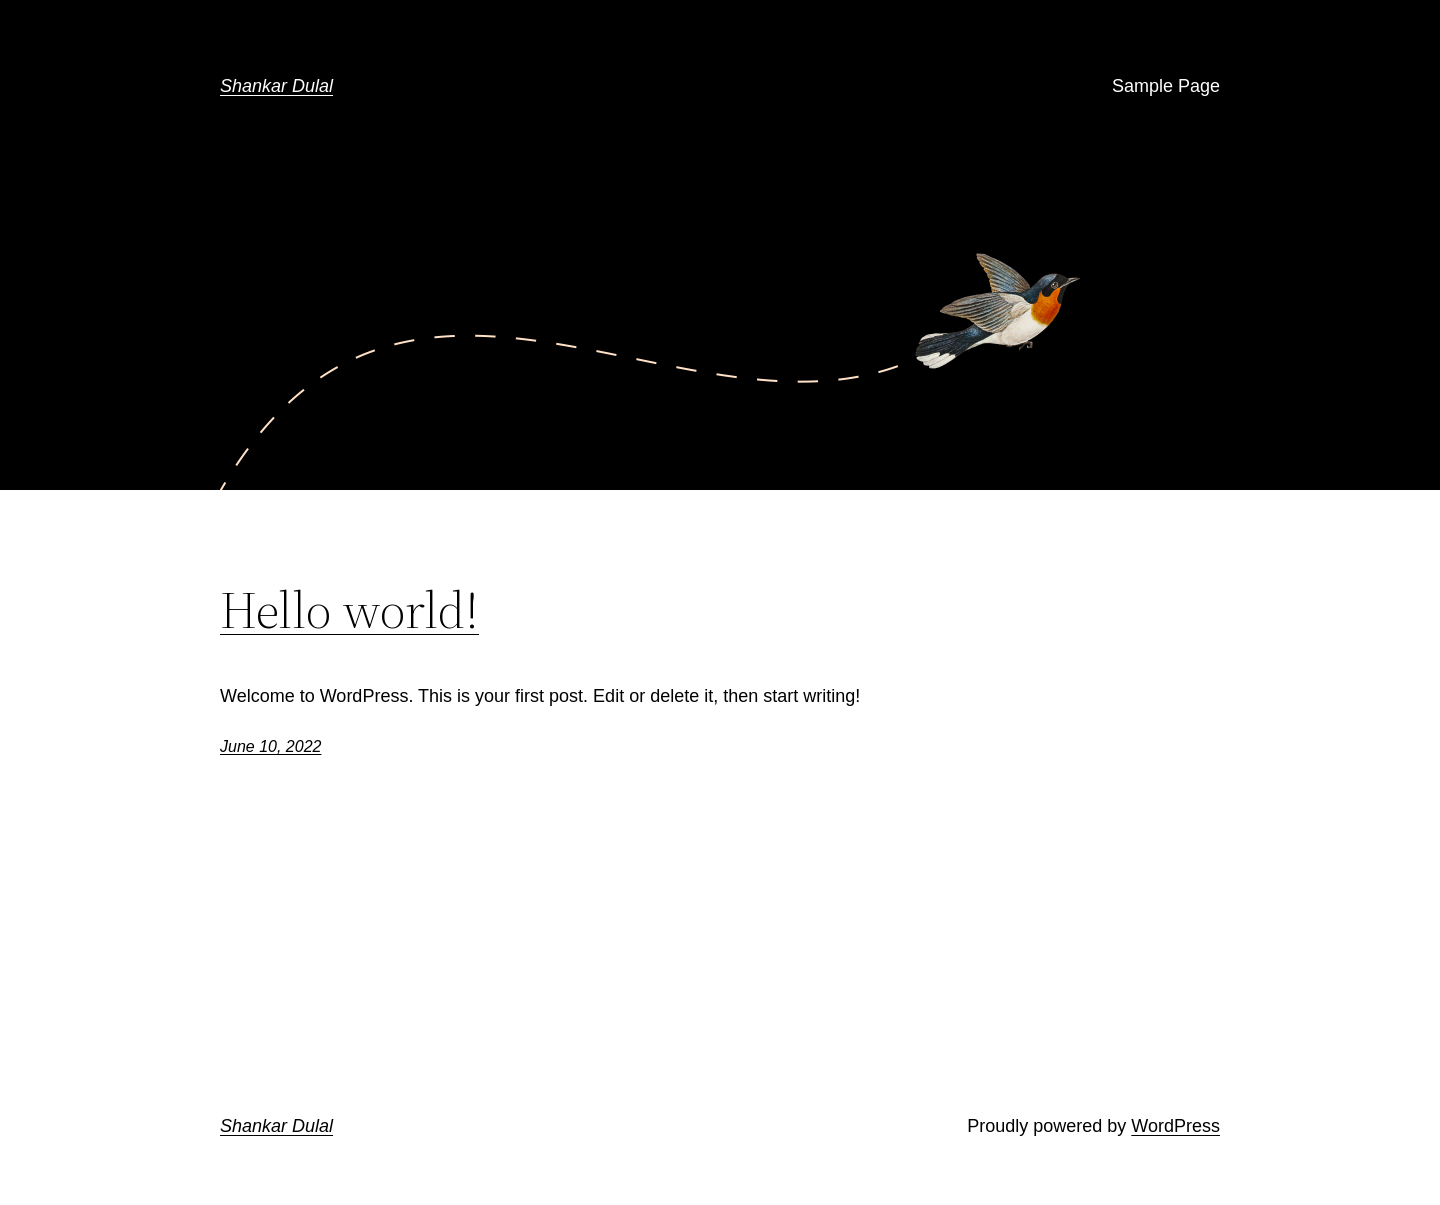 Shankar Dulal
Sample Page
Hello world!
Welcome to WordPress. This is your first post. Edit or delete it, then start writing!
June 10, 2022
Shankar Dulal
Proudly powered by WordPress